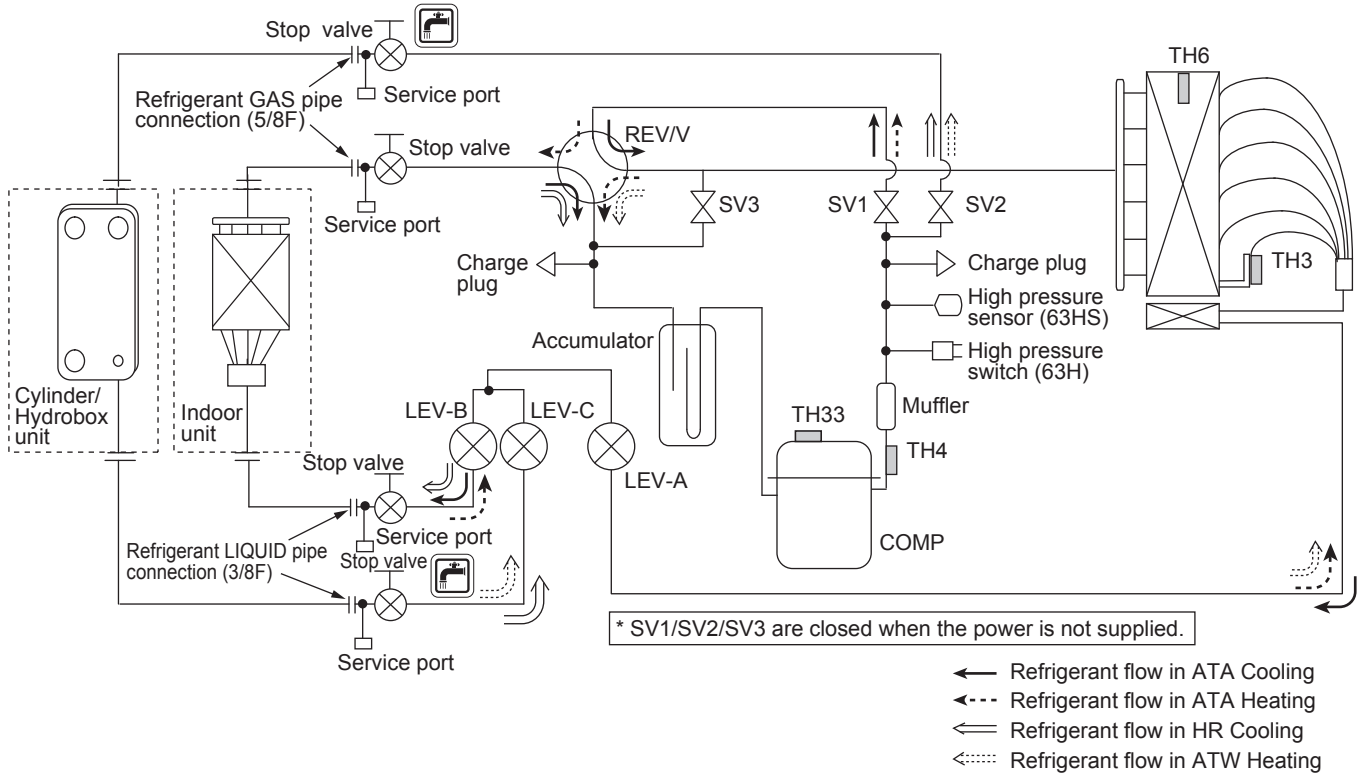 Stop valve
TH6
Refrigerant GAS pipe
connection (5/8F)
Service port
REV/V
Stop valve
Service port
SV3
SV1
SV2
TH3
Charge
plug
Charge plug
High pressure
sensor (63HS)
Accumulator
High pressure
switch (63H)
Cylinder/
Hydrobox
unit
Indoor
unit
LEV-B
LEV-C
Muffler
TH33
TH4
Stop valve
LEV-A
Service port
COMP
Refrigerant LIQUID pipe
connection (3/8F)
Stop valve
Service port
* SV1/SV2/SV3 are closed when the power is not supplied.
Refrigerant flow in ATA Cooling
Refrigerant flow in ATA Heating
Refrigerant flow in HR Cooling
Refrigerant flow in ATW Heating